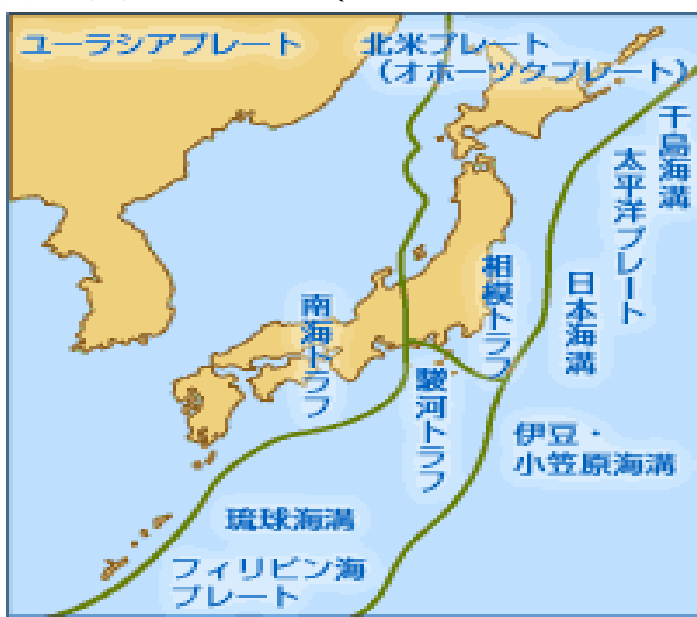 ユーラシアプレート
北米プレート
(オホーツクプレート)
千島海溝
太平洋プレート
日本海溝
相模トラフ
南海トラフ
駿河トラフ
伊豆・
小笠原海溝
琉球海溝
フィリピン海
プレート